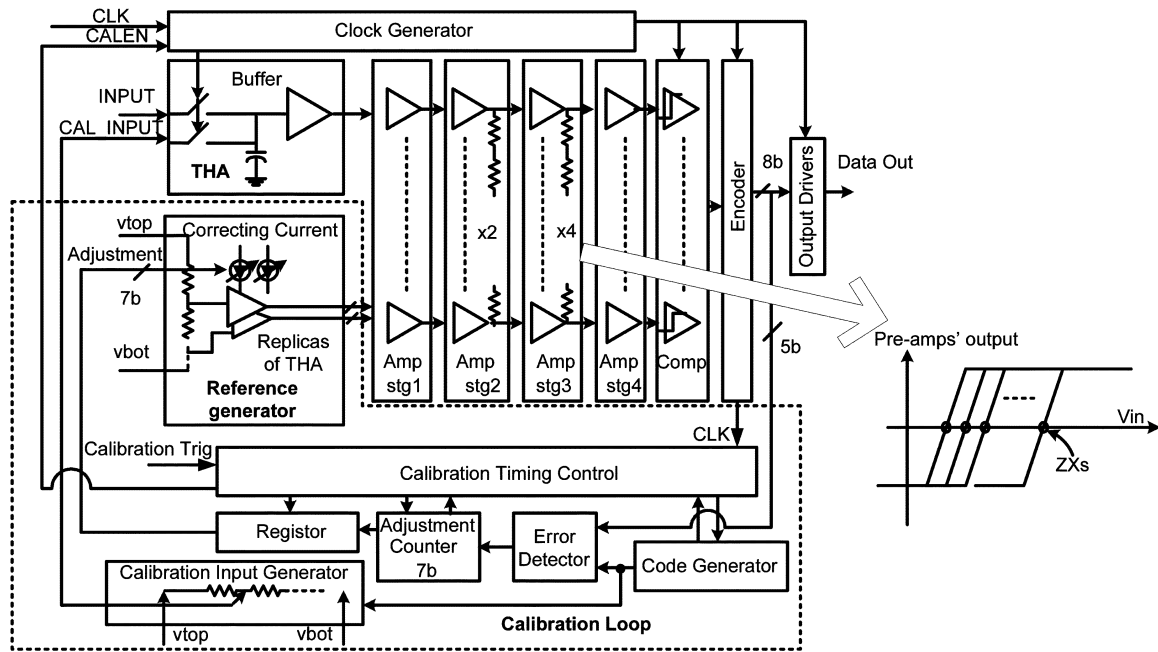 CLK
CALEN
Clock Generator
INPUT
CAL INPUT
Buffer
THA
8b
Data Out
Encoder
Output Drivers
vtop
Correcting Current
Adjustment
7b
x2
x4
vbot
Replicas
of THA
Reference
generator
Amp
stg1
Amp
stg2
Amp
stg3
Amp
stg4
Comp
5b
Pre-amps' output
Vin
ZXs
CLK
Calibration Trig
Calibration Timing Control
Registor
Adjustment
Counter
7b
Error
Detector
Code Generator
Calibration Input Generator
vtop
vbot
Calibration Loop